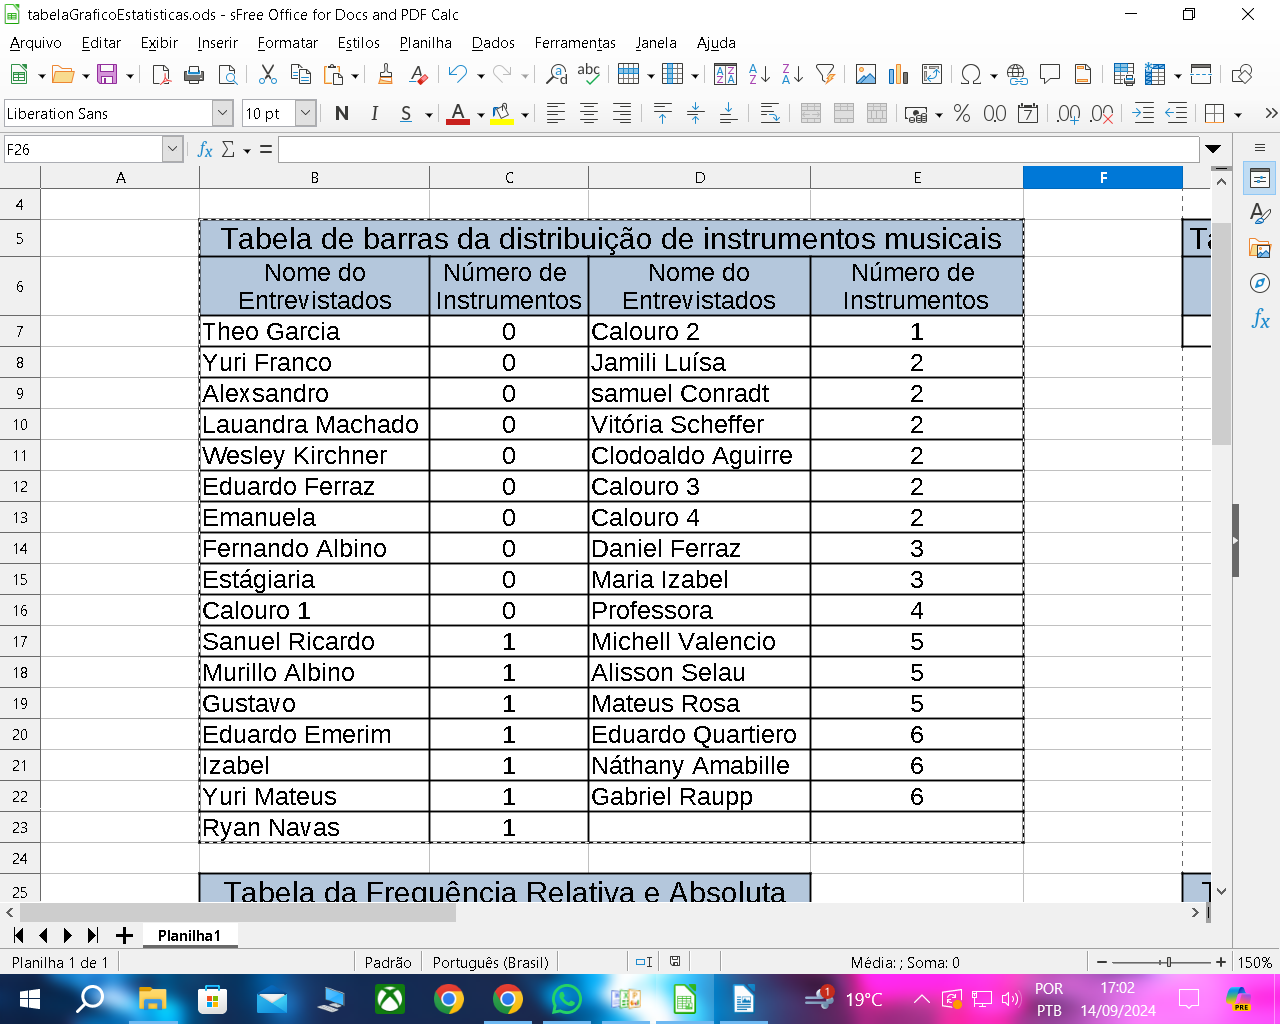 tabelaGraficoEstatisticas.ods - sFree Office for Docs and PDF Calc
Arquivo Editar Exibir Inserir Formatar Estilos Planilha Dados Ferramentas Janela Ajuda
Liberation Sans 10 pt N I S
F26
A B C D E F
4
5 Tabela de barras da distribuição de instrumentos musicais
6 Nome do Entrevistados Número de Instrumentos Nome do Entrevistados Número de Instrumentos
7 Theo Garcia 0 Calouro 2 1
8 Yuri Franco 0 Jamili Luísa 2
9 Alexsandro 0 samuel Conradt 2
10 Lauandra Machado 0 Vitória Scheffer 2
11 Wesley Kirchner 0 Clodoaldo Aguirre 2
12 Eduardo Ferraz 0 Calouro 3 2
13 Emanuela 0 Calouro 4 2
14 Fernando Albino 0 Daniel Ferraz 3
15 Estágiaria 0 Maria Izabel 3
16 Calouro 1 0 Professora 4
17 Sanuel Ricardo 1 Michell Valencio 5
18 Murillo Albino 1 Alisson Selau 5
19 Gustavo 1 Mateus Rosa 5
20 Eduardo Emerim 1 Eduardo Quartiero 6
21 Izabel 1 Náthany Amabille 6
22 Yuri Mateus 1 Gabriel Raupp 6
23 Ryan Navas 1
24
25 Tabela da Frequência Relativa e Absoluta
Planilha1
Planilha 1 de 1 Padrão Português (Brasil) Média: ; Soma: 0 150%
1 19°C POR PTB 17:02 14/09/2024 PRE